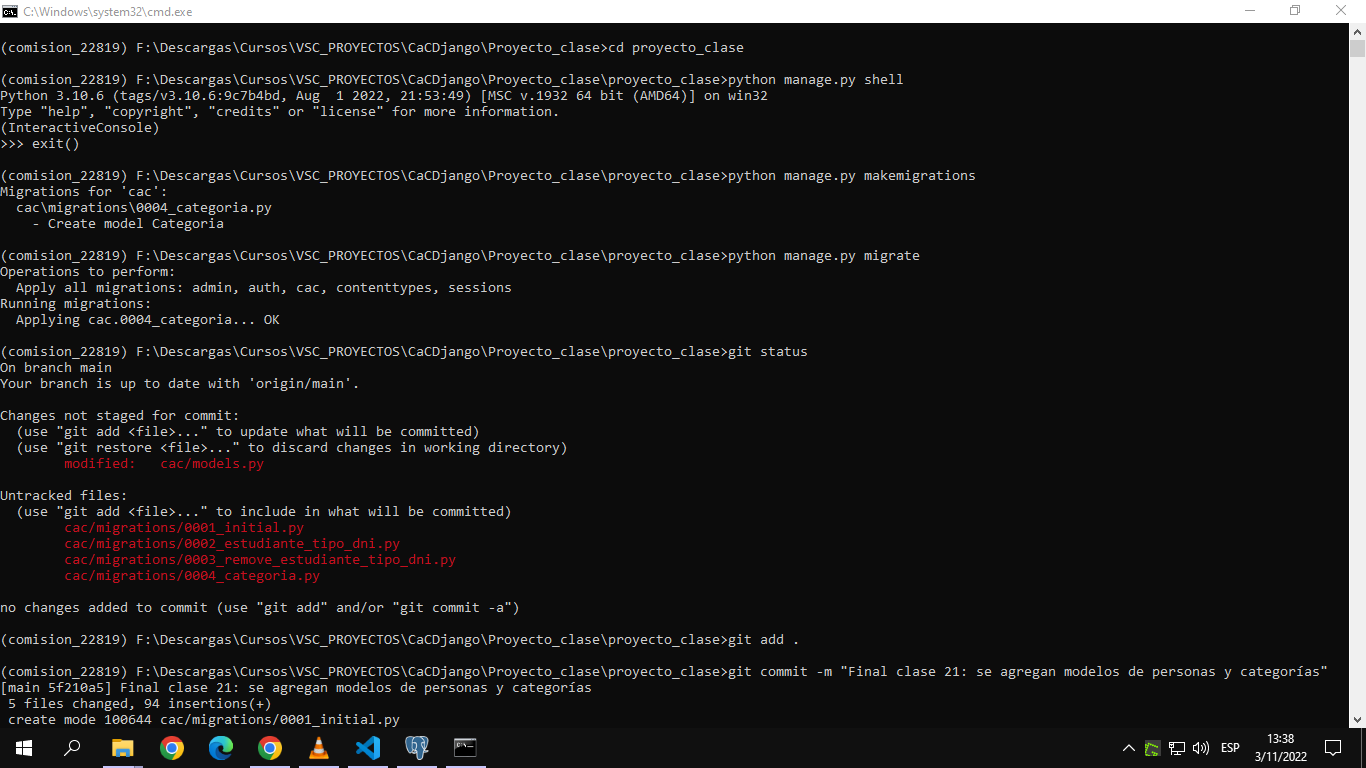 C:\Windows\system32\cmd.exe
(comision_22819) F:\Descargas\Cursos\VSC_PROYECTOS\CaCDjango\Proyecto_clase>cd proyecto_clase
(comision_22819) F:\Descargas\Cursos\VSC_PROYECTOS\CaCDjango\Proyecto_clase\proyecto_clase>python manage.py shell
Python 3.10.6 (tags/v3.10.6:9c7b4bd, Aug  1 2022, 21:53:49) [MSC v.1932 64 bit (AMD64)] on win32
Type "help", "copyright", "credits" or "license" for more information.
(InteractiveConsole)
>>> exit()
(comision_22819) F:\Descargas\Cursos\VSC_PROYECTOS\CaCDjango\Proyecto_clase\proyecto_clase>python manage.py makemigrations
Migrations for 'cac':
  cac\migrations\0004_categoria.py
    - Create model Categoria
(comision_22819) F:\Descargas\Cursos\VSC_PROYECTOS\CaCDjango\Proyecto_clase\proyecto_clase>python manage.py migrate
Operations to perform:
  Apply all migrations: admin, auth, cac, contenttypes, sessions
Running migrations:
  Applying cac.0004_categoria... OK
(comision_22819) F:\Descargas\Cursos\VSC_PROYECTOS\CaCDjango\Proyecto_clase\proyecto_clase>git status
On branch main
Your branch is up to date with 'origin/main'.
Changes not staged for commit:
  (use "git add <file>..." to update what will be committed)
  (use "git restore <file>..." to discard changes in working directory)
        modified:   cac/models.py
Untracked files:
  (use "git add <file>..." to include in what will be committed)
        cac/migrations/0001_initial.py
        cac/migrations/0002_estudiante_tipo_dni.py
        cac/migrations/0003_remove_estudiante_tipo_dni.py
        cac/migrations/0004_categoria.py
no changes added to commit (use "git add" and/or "git commit -a")
(comision_22819) F:\Descargas\Cursos\VSC_PROYECTOS\CaCDjango\Proyecto_clase\proyecto_clase>git add .
(comision_22819) F:\Descargas\Cursos\VSC_PROYECTOS\CaCDjango\Proyecto_clase\proyecto_clase>git commit -m "Final clase 21: se agregan modelos de personas y categorías"
[main 5f210a5] Final clase 21: se agregan modelos de personas y categorías
 5 files changed, 94 insertions(+)
 create mode 100644 cac/migrations/0001_initial.py
ESP
13:38
3/11/2022